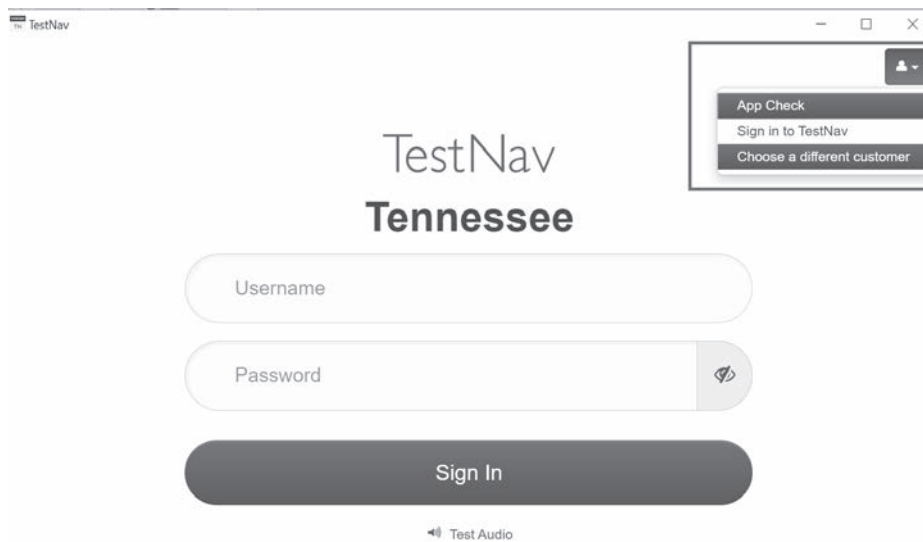 TestNav
App Check
Sign in to TestNav
Choose a different customer
TestNav
Tennessee
Username
Password
Sign In
Test Audio